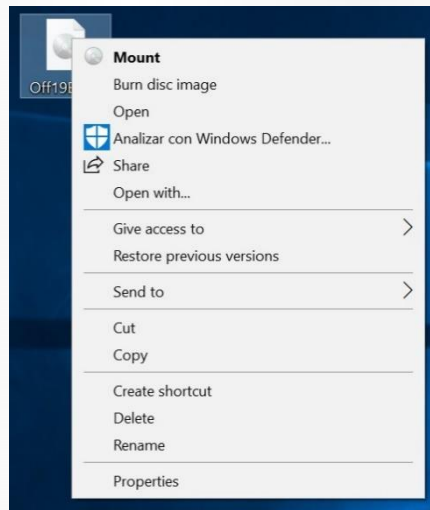 Off19E
Mount
Burn disc image
Open
Analizar con Windows Defender...
Share
Open with...
Give access to
Restore previous versions
Send to
Cut
Copy
Create shortcut
Delete
Rename
Properties